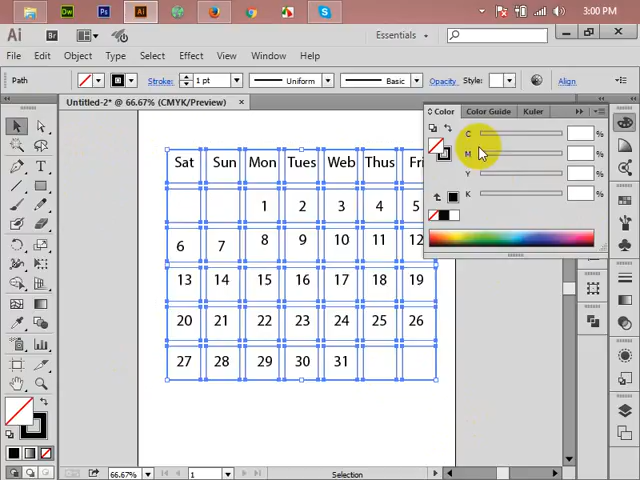 Dw
Ps
S
3:00 PM
Ai
Br
Essentials
File Edit Object Type Select Effect View Window Help
Path
Stroke:
1 pt
Uniform
Basic
Opacity
Style:
Align
Untitled-2* @ 66.67% (CMYK/Preview)
Color
Color Guide
Kuler
C
%
M
%
Y
%
K
%
Sat Sun Mon Tues Web Thus Fri
1 2 3 4 5
6 7 8 9 10 11 12
13 14 15 16 17 18 19
20 21 22 23 24 25 26
27 28 29 30 31
66.67%
1
Selection